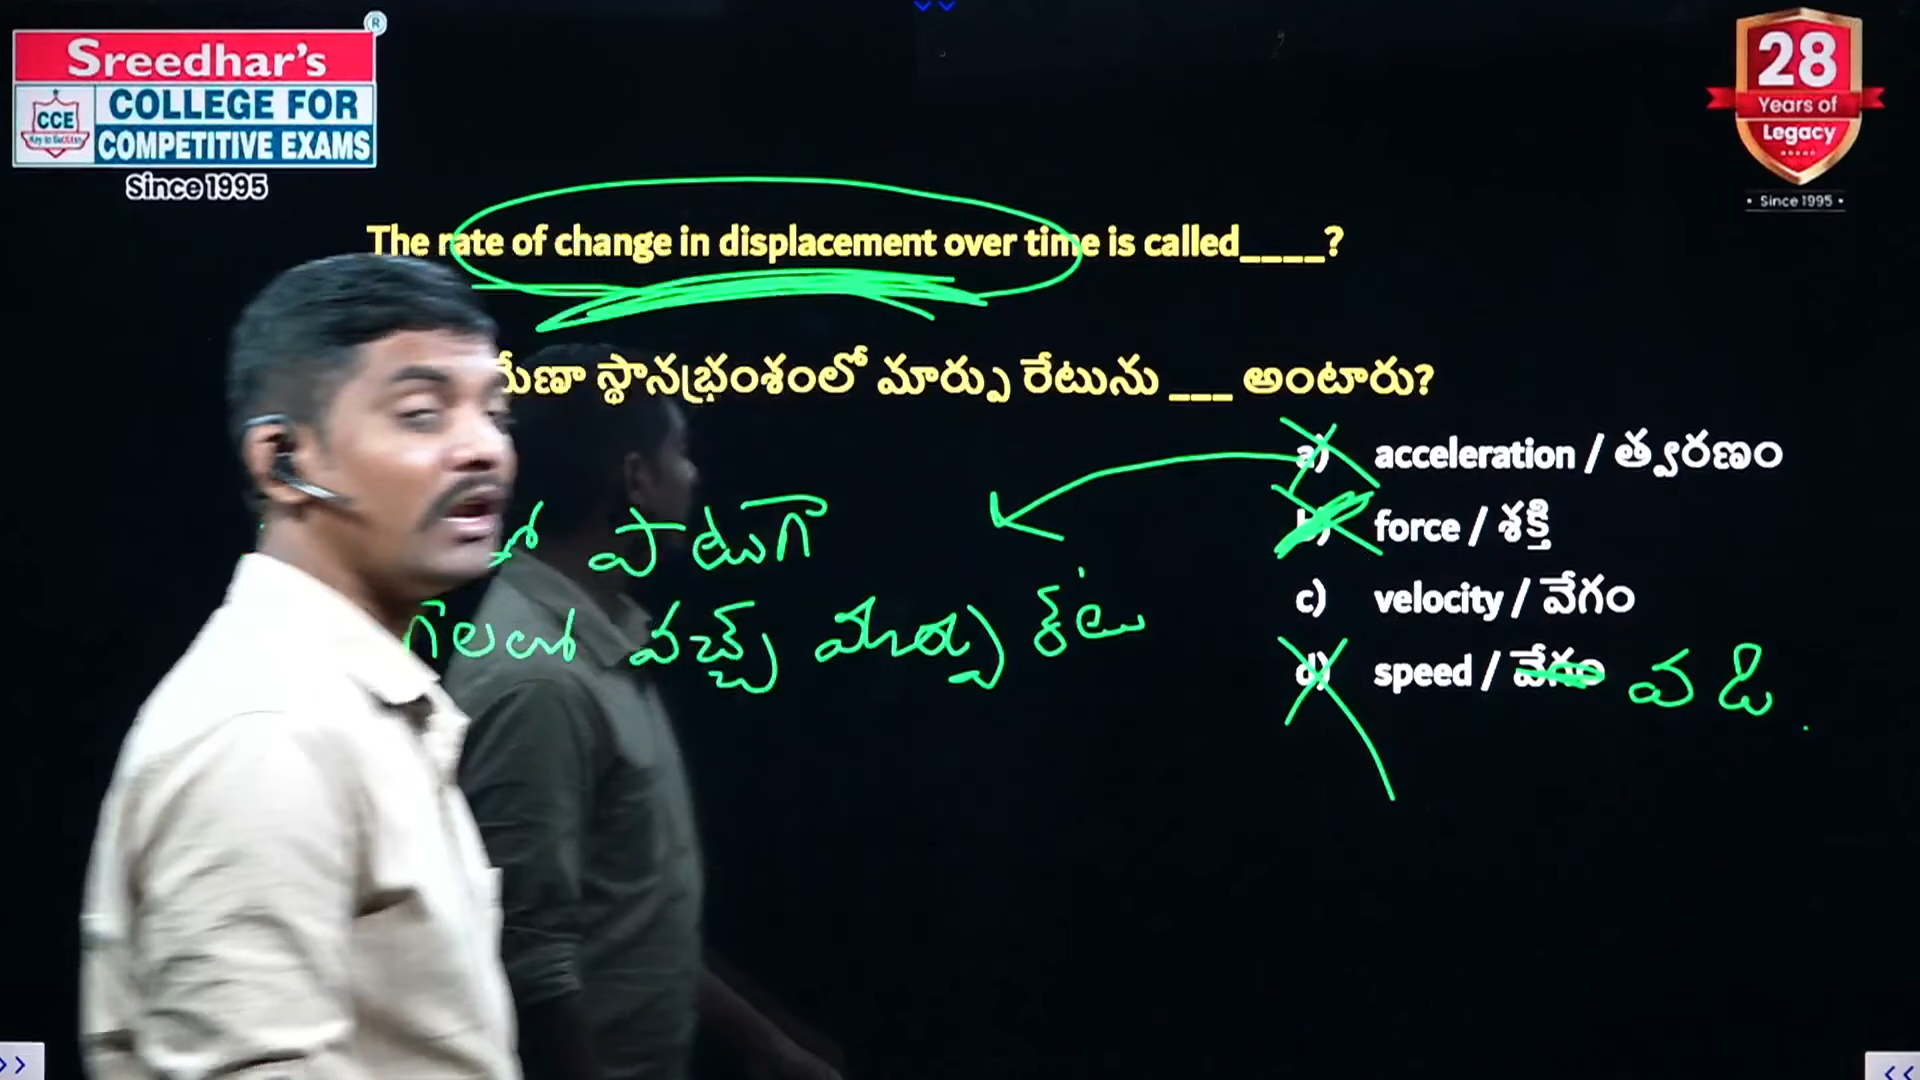 Sreedhar's
®
CCE
COLLEGE FOR
COMPETITIVE EXAMS
Since 1995
28
Years of
Legacy
• Since 1995 •
The rate of change in displacement over time is called____?
స్థానభ్రంశంలో మార్పు రేటును ___ అంటారు?
a) acceleration / త్వరణం
b) force / శక్తి
c) velocity / వేగం
d) speed / వేగం వడి
తో పాటుగా
వచ్చే మార్పు రేటు
>>
<<